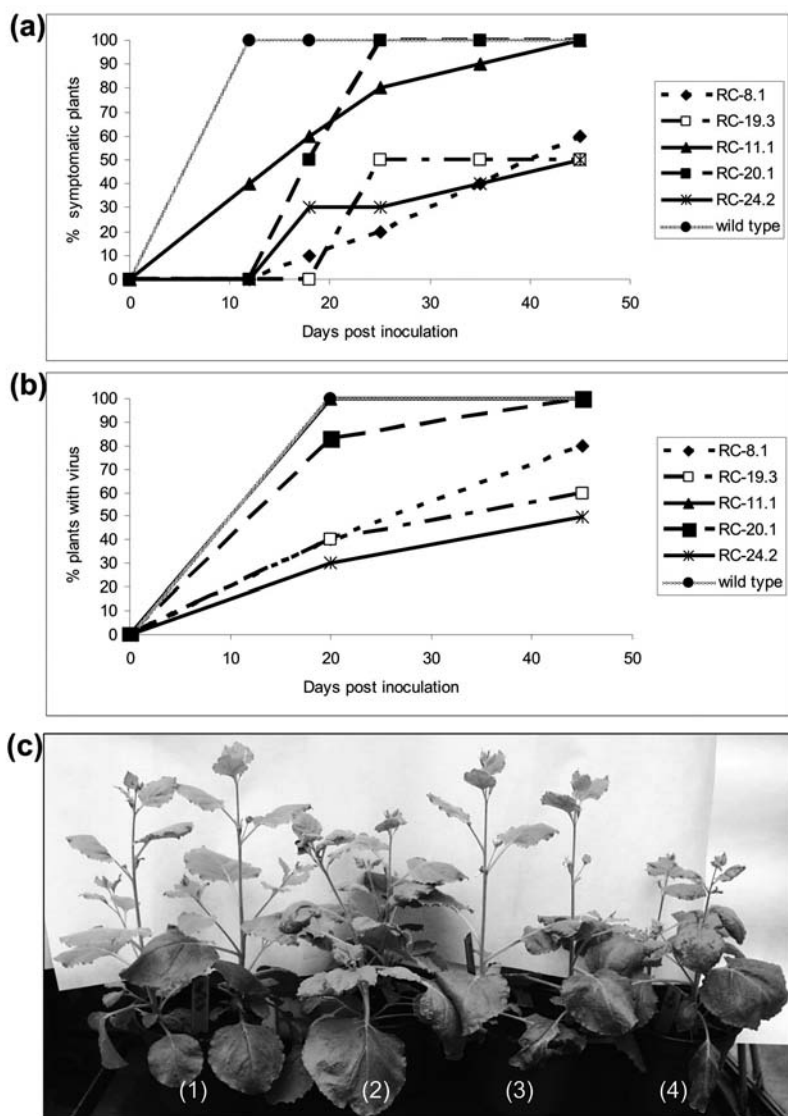 (a)
100
90
80
70
60
50
40
30
20
10
0
% symptomatic plants
0 10 20 30 40 50
Days post inoculation
RC-8.1
RC-19.3
RC-11.1
RC-20.1
RC-24.2
wild type
(b)
100
90
80
70
60
50
40
30
20
10
0
% plants with virus
0 10 20 30 40 50
Days post inoculation
RC-8.1
RC-19.3
RC-11.1
RC-20.1
RC-24.2
wild type
(c)
(1) (2) (3) (4)